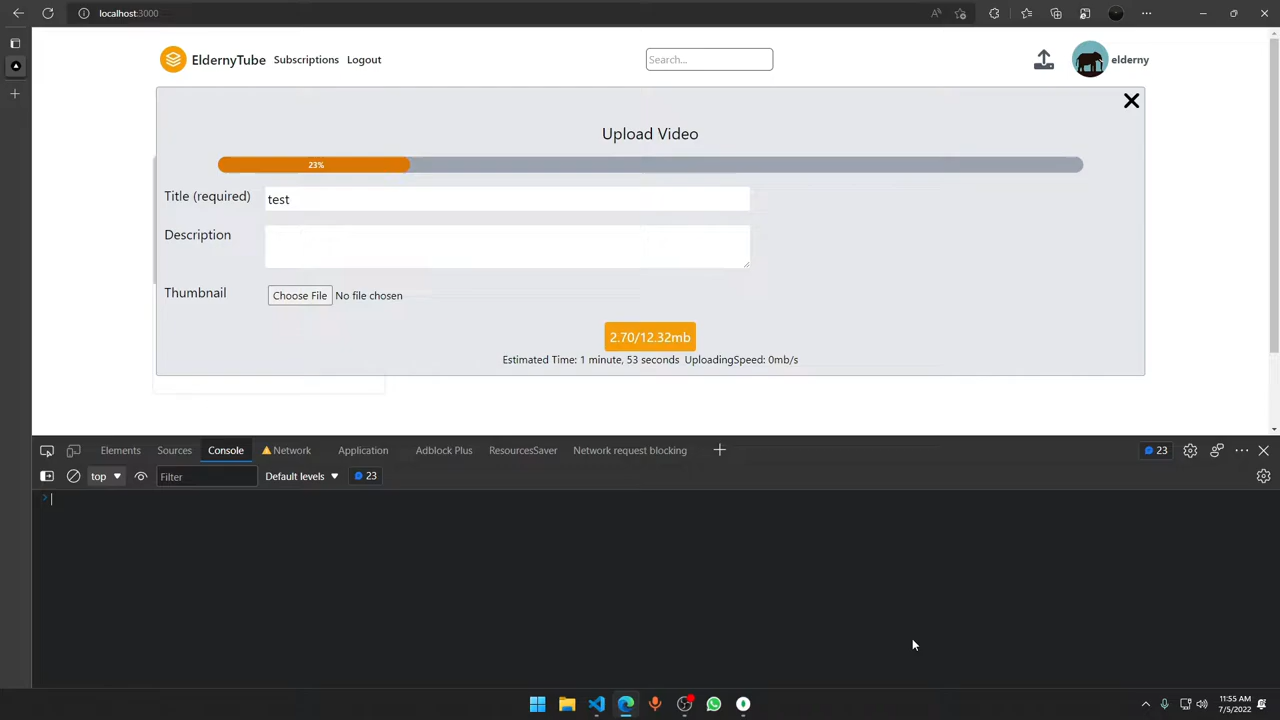 localhost:3000
EldernyTube Subscriptions Logout Search... elderny
Upload Video
23%
Title (required) test
Description
Thumbnail Choose File No file chosen
2.70/12.32mb
Estimated Time: 1 minute, 53 seconds UploadingSpeed: 0mb/s
Elements Sources Console Network Application Adblock Plus ResourcesSaver Network request blocking 23
top Filter Default levels 23
11:55 AM
7/5/2022